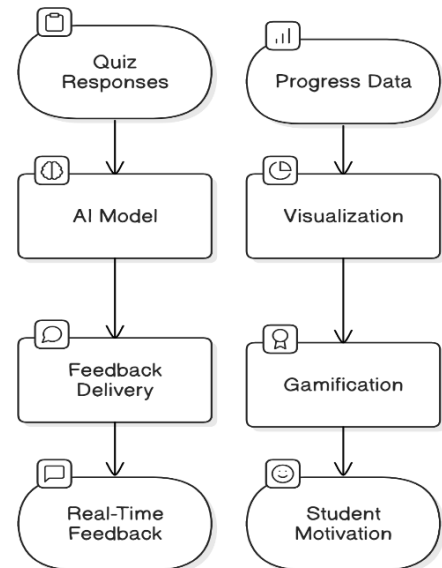 Quiz
Responses
Progress Data
AI Model
Visualization
Feedback
Delivery
Gamification
Real-Time
Feedback
Student
Motivation